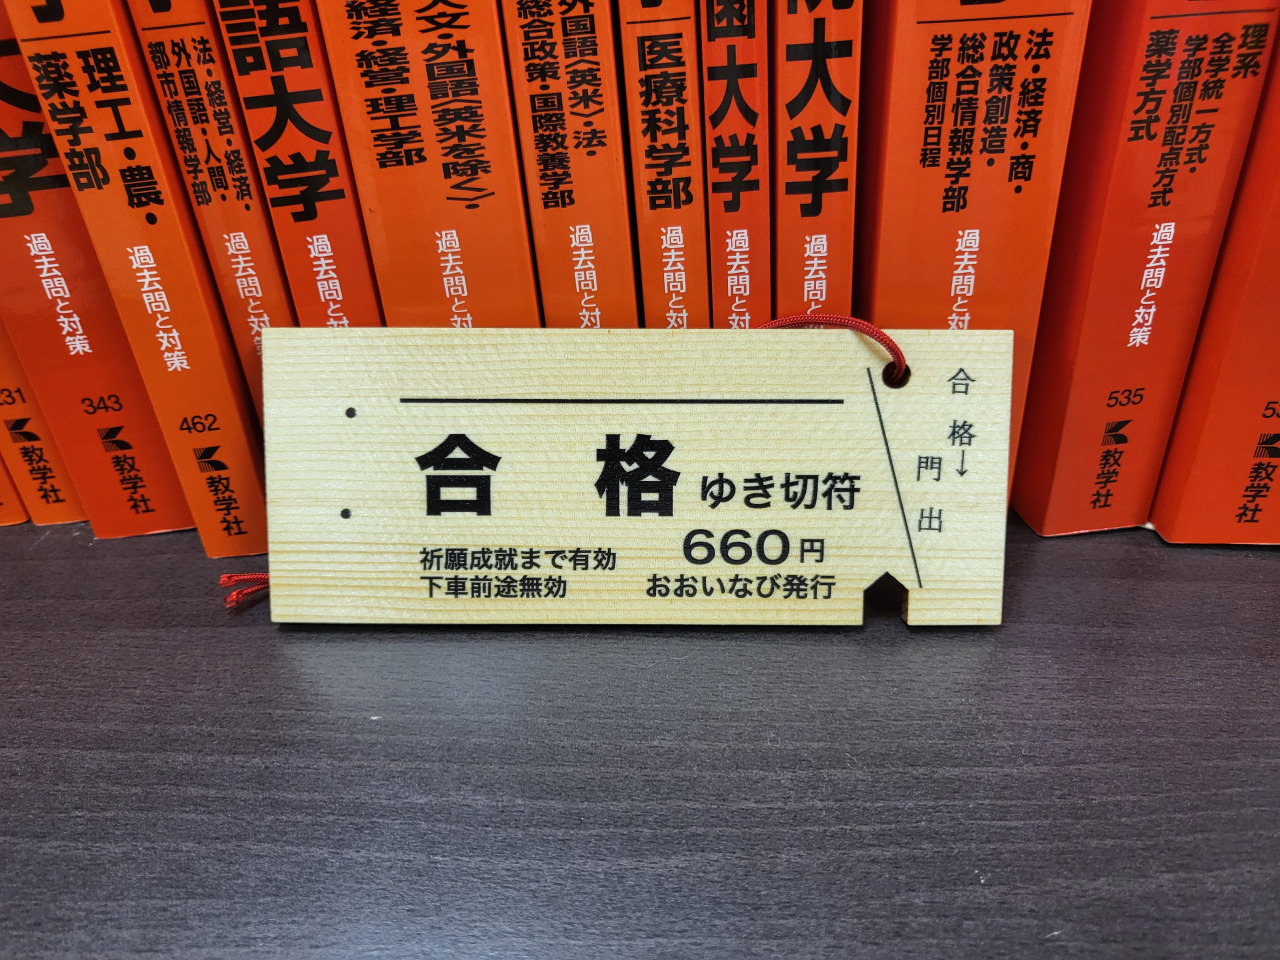 理工・農・
薬学部
過去問と対策
343
教学社
231
教学社
過去問と対策
462
教学社
法・経営・経済・
外国語・人間・
都市情報学部
過去問と対策
語大学
過去問と対
人文・外国語〈英米を除く〉・
経済・経営・理工学部
過去問と対
外国語〈英米〉・法・
総合政策・国際教養学部
過去問と対
医療科学部
過去問と対
園大学
過去問と対
院大学
過去問と
法・経済・商・
政策創造・
総合情報学部
学部個別日程
過去問と対
理系
全学統一方式・
学部個別配点方式
薬学方式
過去問と対策
535
教学社
教学社
合格ゆき切符
660円
祈願成就まで有効
下車前途無効
おおいなび発行
合格→
門出